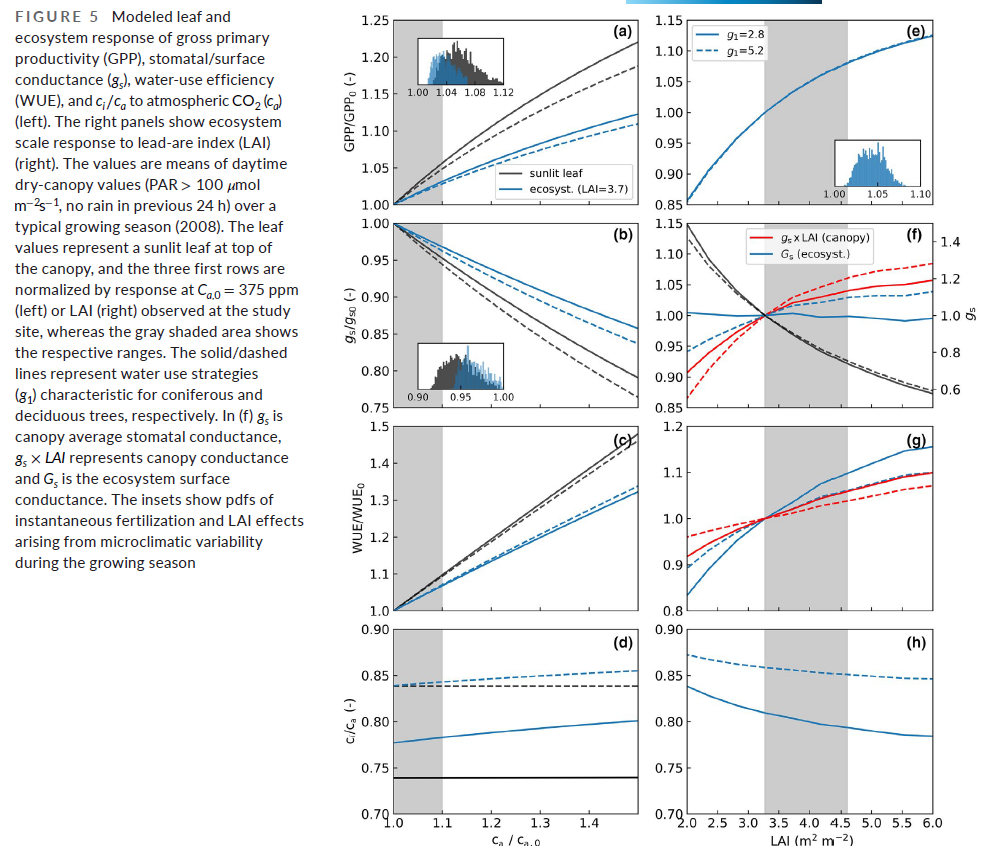 FIGURE 5 Modeled leaf and
ecosystem response of gross primary
productivity (GPP), stomatal/surface
conductance (gs), water-use efficiency
(WUE), and ci/ca to atmospheric CO2 (ca)
(left). The right panels show ecosystem
scale response to lead-are index (LAI)
(right). The values are means of daytime
dry-canopy values (PAR > 100 μmol
m−2s−1, no rain in previous 24 h) over a
typical growing season (2008). The leaf
values represent a sunlit leaf at top of
the canopy, and the three first rows are
normalized by response at Ca,0 = 375 ppm
(left) or LAI (right) observed at the study
site, whereas the gray shaded area shows
the respective ranges. The solid/dashed
lines represent water use strategies
(g1) characteristic for coniferous and
deciduous trees, respectively. In (f) gs is
canopy average stomatal conductance,
gs × LAI represents canopy conductance
and Gs is the ecosystem surface
conductance. The insets show pdfs of
instantaneous fertilization and LAI effects
arising from microclimatic variability
during the growing season
(a)
GPP/GPP0 (-)
1.25
1.20
1.15
1.10
1.05
1.00
1.00 1.04 1.08 1.12
sunlit leaf
ecosyst. (LAI=3.7)
(e)
1.15
1.10
1.05
1.00
0.95
0.90
0.85
g1=2.8
g1=5.2
1.00 1.05 1.10
(b)
gs/gs0 (-)
1.00
0.95
0.90
0.85
0.80
0.75
0.90 0.95 1.00
(f)
1.15
1.10
1.05
1.00
0.95
0.90
0.85
gs x LAI (canopy)
Gs (ecosyst.)
1.4
1.2
1.0
0.8
0.6
gs
(c)
WUE/WUE0
1.5
1.4
1.3
1.2
1.1
1.0
(g)
1.2
1.1
1.0
0.9
0.8
(d)
ci/ca (-)
0.90
0.85
0.80
0.75
0.70
1.0 1.1 1.2 1.3 1.4
ca / ca,0
(h)
0.90
0.85
0.80
0.75
0.70
2.0 2.5 3.0 3.5 4.0 4.5 5.0 5.5 6.0
LAI (m2 m−2)